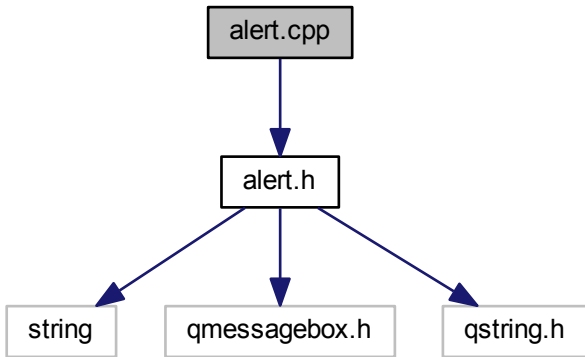 alert.cpp
alert.h
string
qmessagebox.h
qstring.h